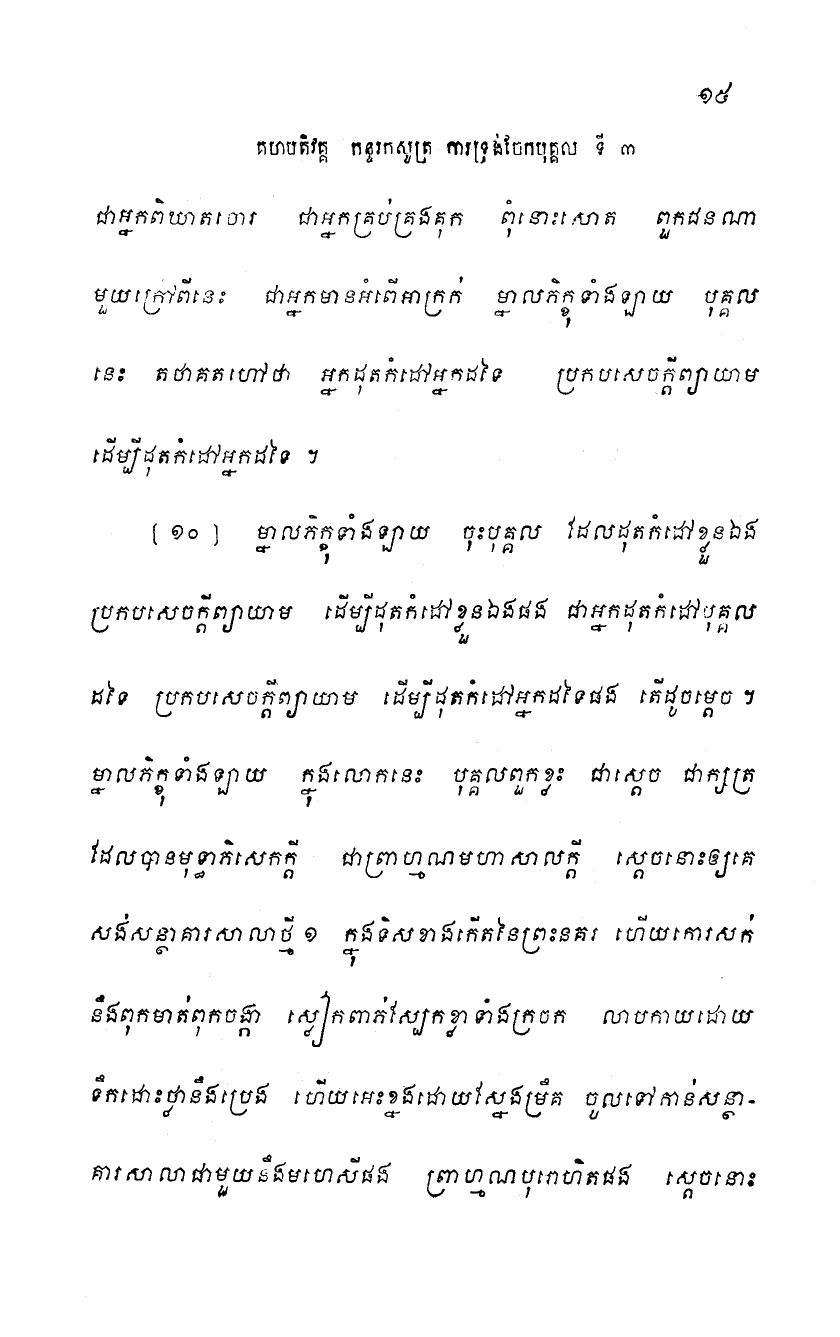 ១៥
គហបតិវគ្គ កន្ទរកសូត្រ ការទ្រង់ចែកបុគ្គល ទី ៣
ជាអ្នកពិឃាតចោរ ជាអ្នកគ្រប់គ្រងគុក ពុំនោះសោត ពួកជនណា
មួយក្រៅពីនេះ ជាអ្នកមានអំពើអាក្រក់ ម្នាលភិក្ខុទាំងឡាយ បុគ្គល
នេះ តថាគតហៅថា អ្នកដុតកំដៅអ្នកដទៃ ប្រកបសេចក្តីព្យាយាម
ដើម្បីដុតកំដៅអ្នកដទៃ ។
[ ១០ ] ម្នាលភិក្ខុទាំងឡាយ ចុះបុគ្គល ដែលដុតកំដៅខ្លួនឯង
ប្រកបសេចក្តីព្យាយាម ដើម្បីដុតកំដៅខ្លួនឯងផង ជាអ្នកដុតកំដៅបុគ្គល
ដទៃ ប្រកបសេចក្តីព្យាយាម ដើម្បីដុតកំដៅអ្នកដទៃផង តើដូចម្តេច ។
ម្នាលភិក្ខុទាំងឡាយ ក្នុងលោកនេះ បុគ្គលពួកខ្លះ ជាស្តេច ជាក្សត្រ
ដែលបានមុទ្ធាភិសេកក្តី ជាព្រាហ្មណមហាសាលក្តី ស្តេចនោះឲ្យគេ
សង់សន្ថាគារសាលាថ្មី ១ ក្នុងទិសខាងកើតនៃព្រះនគរ ហើយកោរសក់
នឹងពុកមាត់ពុកចង្កា ស្លៀកពាក់ស្បែកខ្លាទាំងក្រចក លាបកាយដោយ
ទឹកដោះថ្លានឹងប្រេង ហើយអេះខ្នងដោយស្នែងម្រឹគ ចូលទៅកាន់សន្ថា-
គារសាលាជាមួយនឹងមហេសីផង ព្រាហ្មណបុរោហិតផង ស្តេចនោះ